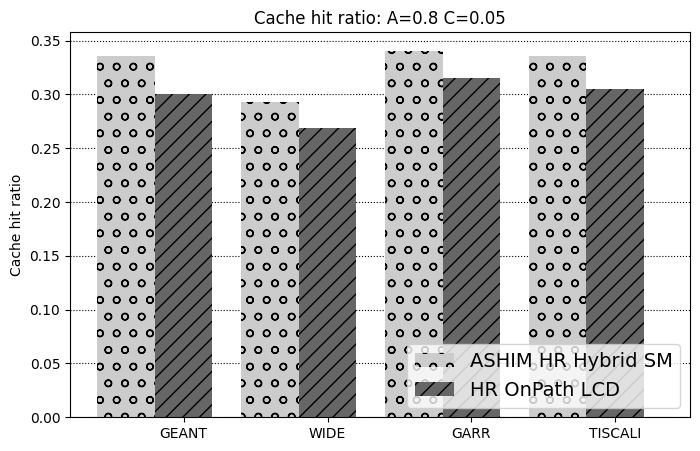 Cache hit ratio: A=0.8 C=0.05
Cache hit ratio
0.35
0.30
0.25
0.20
0.15
0.10
0.05
0.00
ASHIM HR Hybrid SM
HR OnPath LCD
GEANT WIDE GARR TISCALI